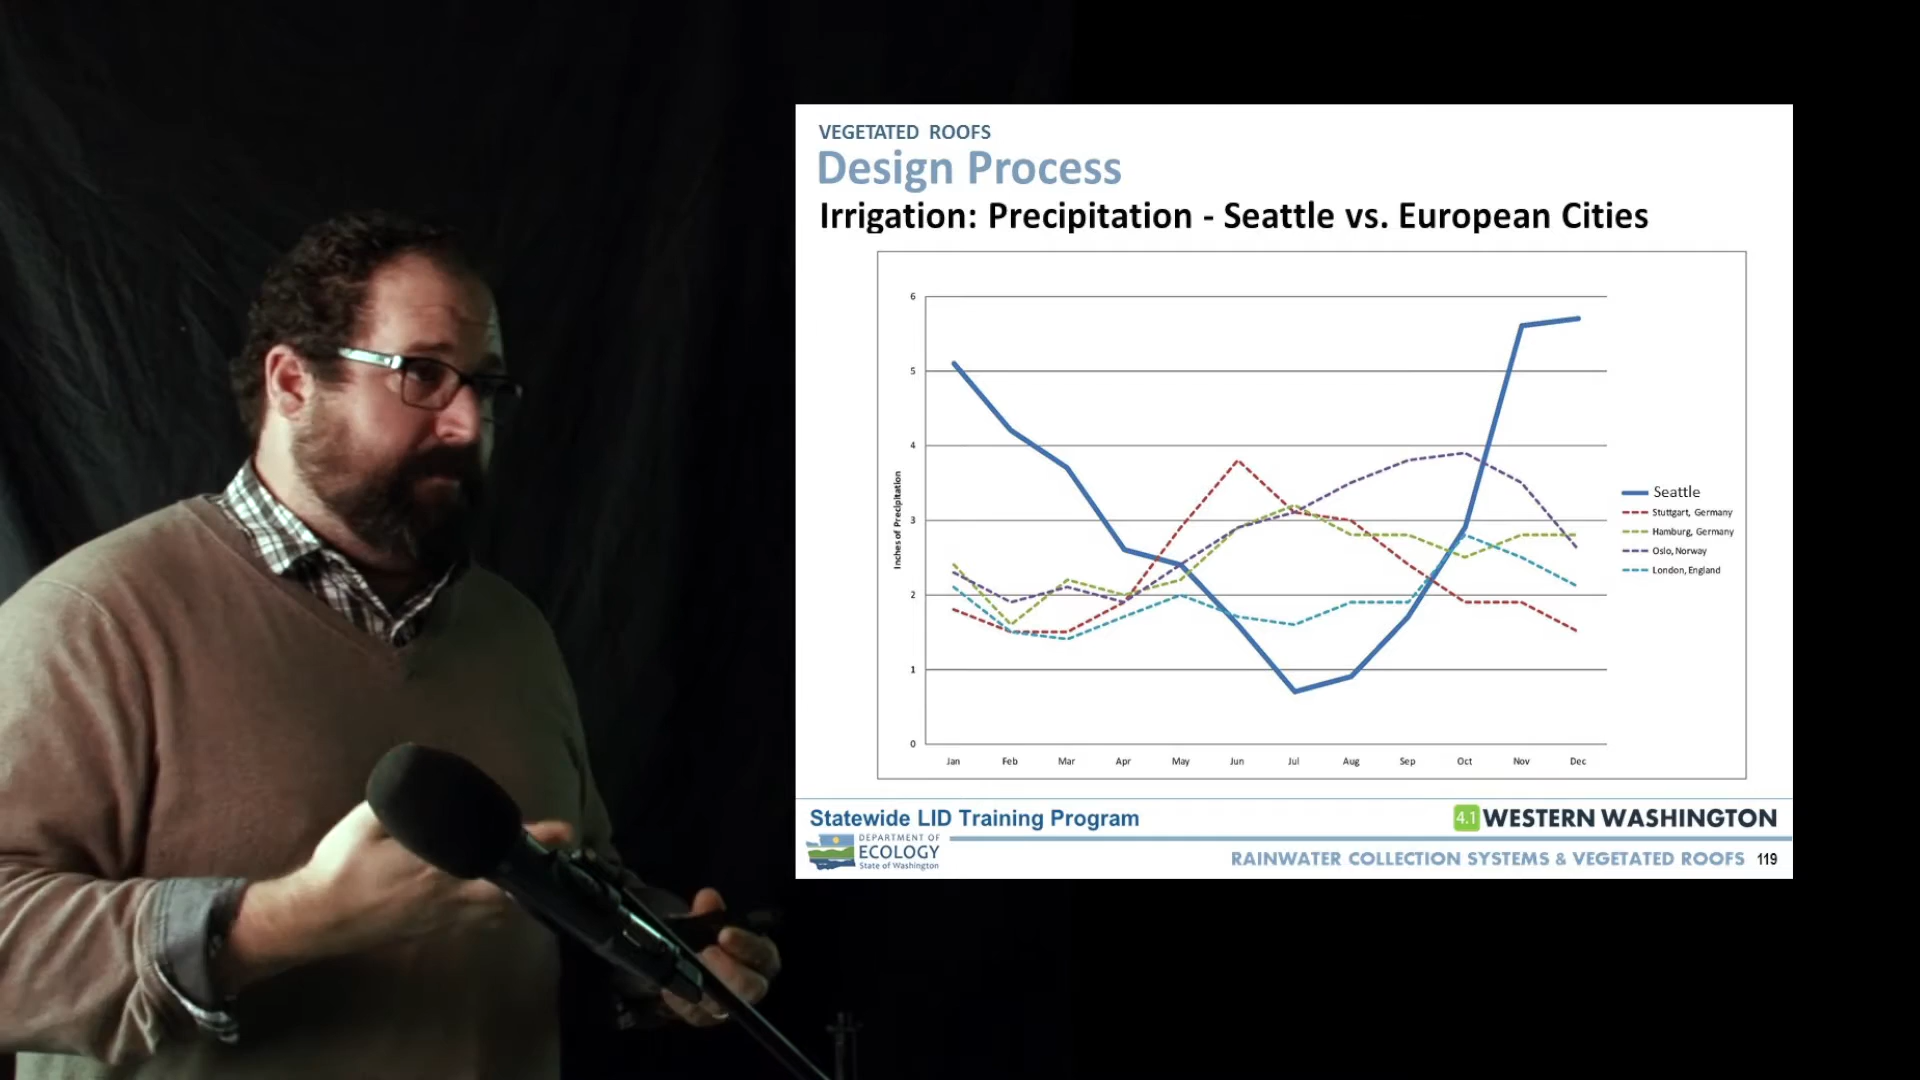 VEGETATED ROOFS
Design Process
Irrigation: Precipitation - Seattle vs. European Cities
6
5
4
3
2
1
0
Inches of Precipitation
Jan Feb Mar Apr May Jun Jul Aug Sep Oct Nov Dec
Seattle
Stuttgart, Germany
Hamburg, Germany
Oslo, Norway
London, England
Statewide LID Training Program
DEPARTMENT OF
ECOLOGY
State of Washington
4.1 WESTERN WASHINGTON
RAINWATER COLLECTION SYSTEMS & VEGETATED ROOFS 119